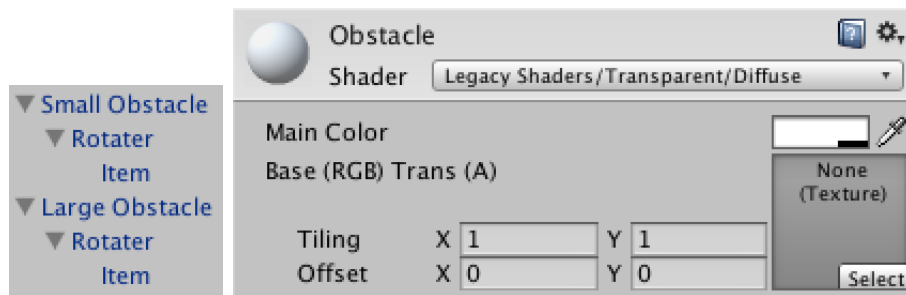 Small Obstacle
Rotater
Item
Large Obstacle
Rotater
Item
Obstacle
Shader Legacy Shaders/Transparent/Diffuse
Main Color
Base (RGB) Trans (A)
None
(Texture)
Tiling X 1 Y 1
Offset X 0 Y 0
Select